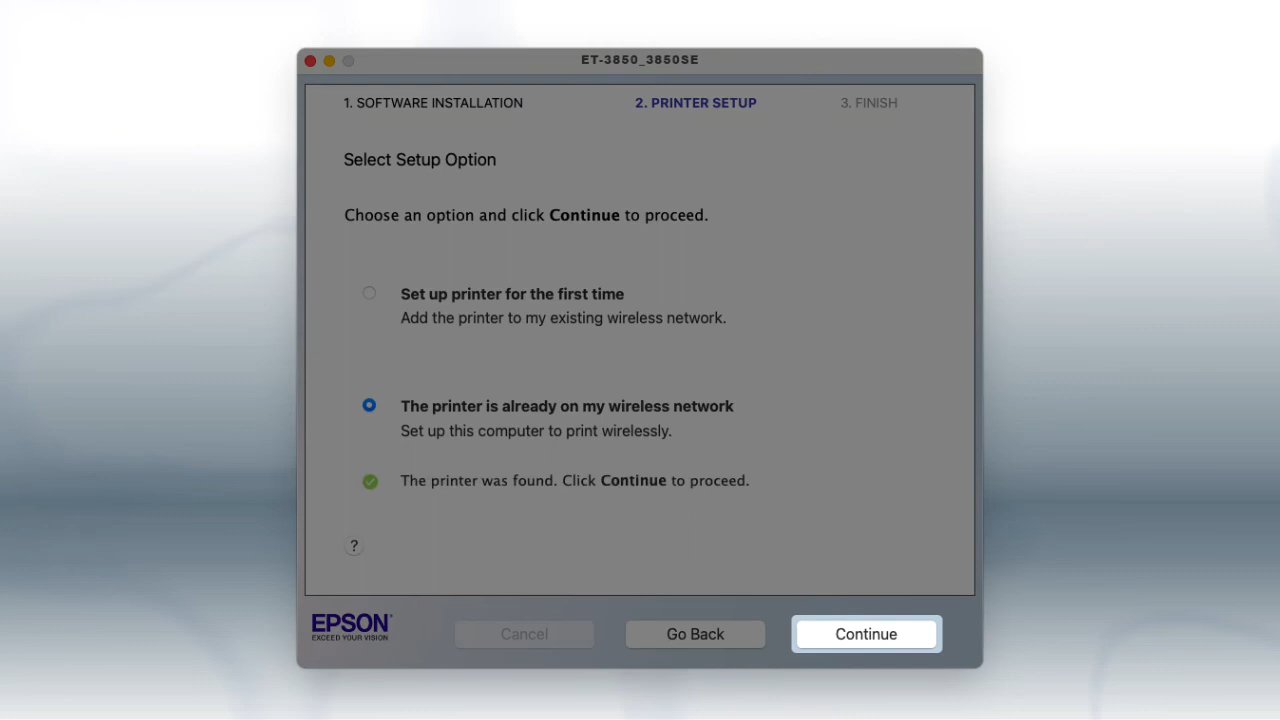 ET-3850_3850SE
1. SOFTWARE INSTALLATION
2. PRINTER SETUP
3. FINISH
Select Setup Option
Choose an option and click Continue to proceed.
Set up printer for the first time
Add the printer to my existing wireless network.
The printer is already on my wireless network
Set up this computer to print wirelessly.
The printer was found. Click Continue to proceed.
?
EPSON
EXCEED YOUR VISION
Cancel
Go Back
Continue